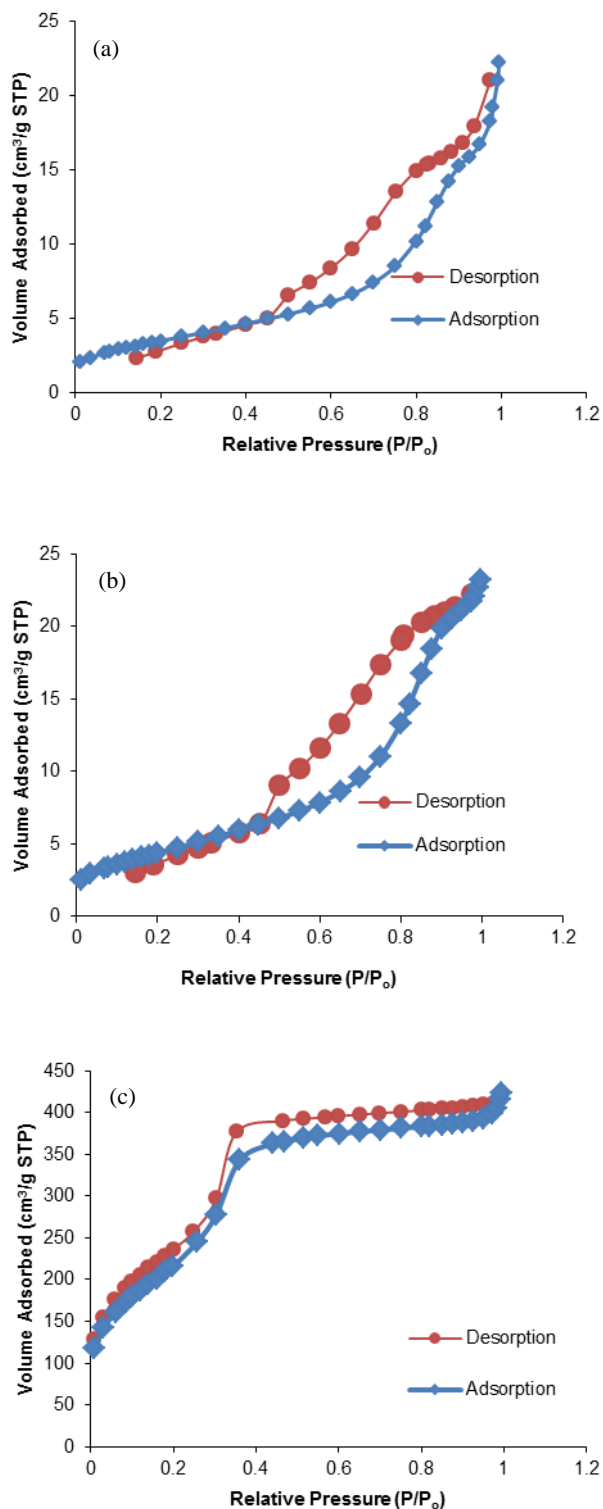 (a)
25
20
15
10
5
0
Volume Adsorbed (cm³/g STP)
Desorption
Adsorption
0 0.2 0.4 0.6 0.8 1 1.2
Relative Pressure (P/Pₒ)
(b)
25
20
15
10
5
0
Volume Adsorbed (cm³/g STP)
Desorption
Adsorption
0 0.2 0.4 0.6 0.8 1 1.2
Relative Pressure (P/Pₒ)
(c)
450
400
350
300
250
200
150
100
50
0
Volume Adsorbed (cm³/g STP)
Desorption
Adsorption
0 0.2 0.4 0.6 0.8 1 1.2
Relative Pressure (P/Pₒ)